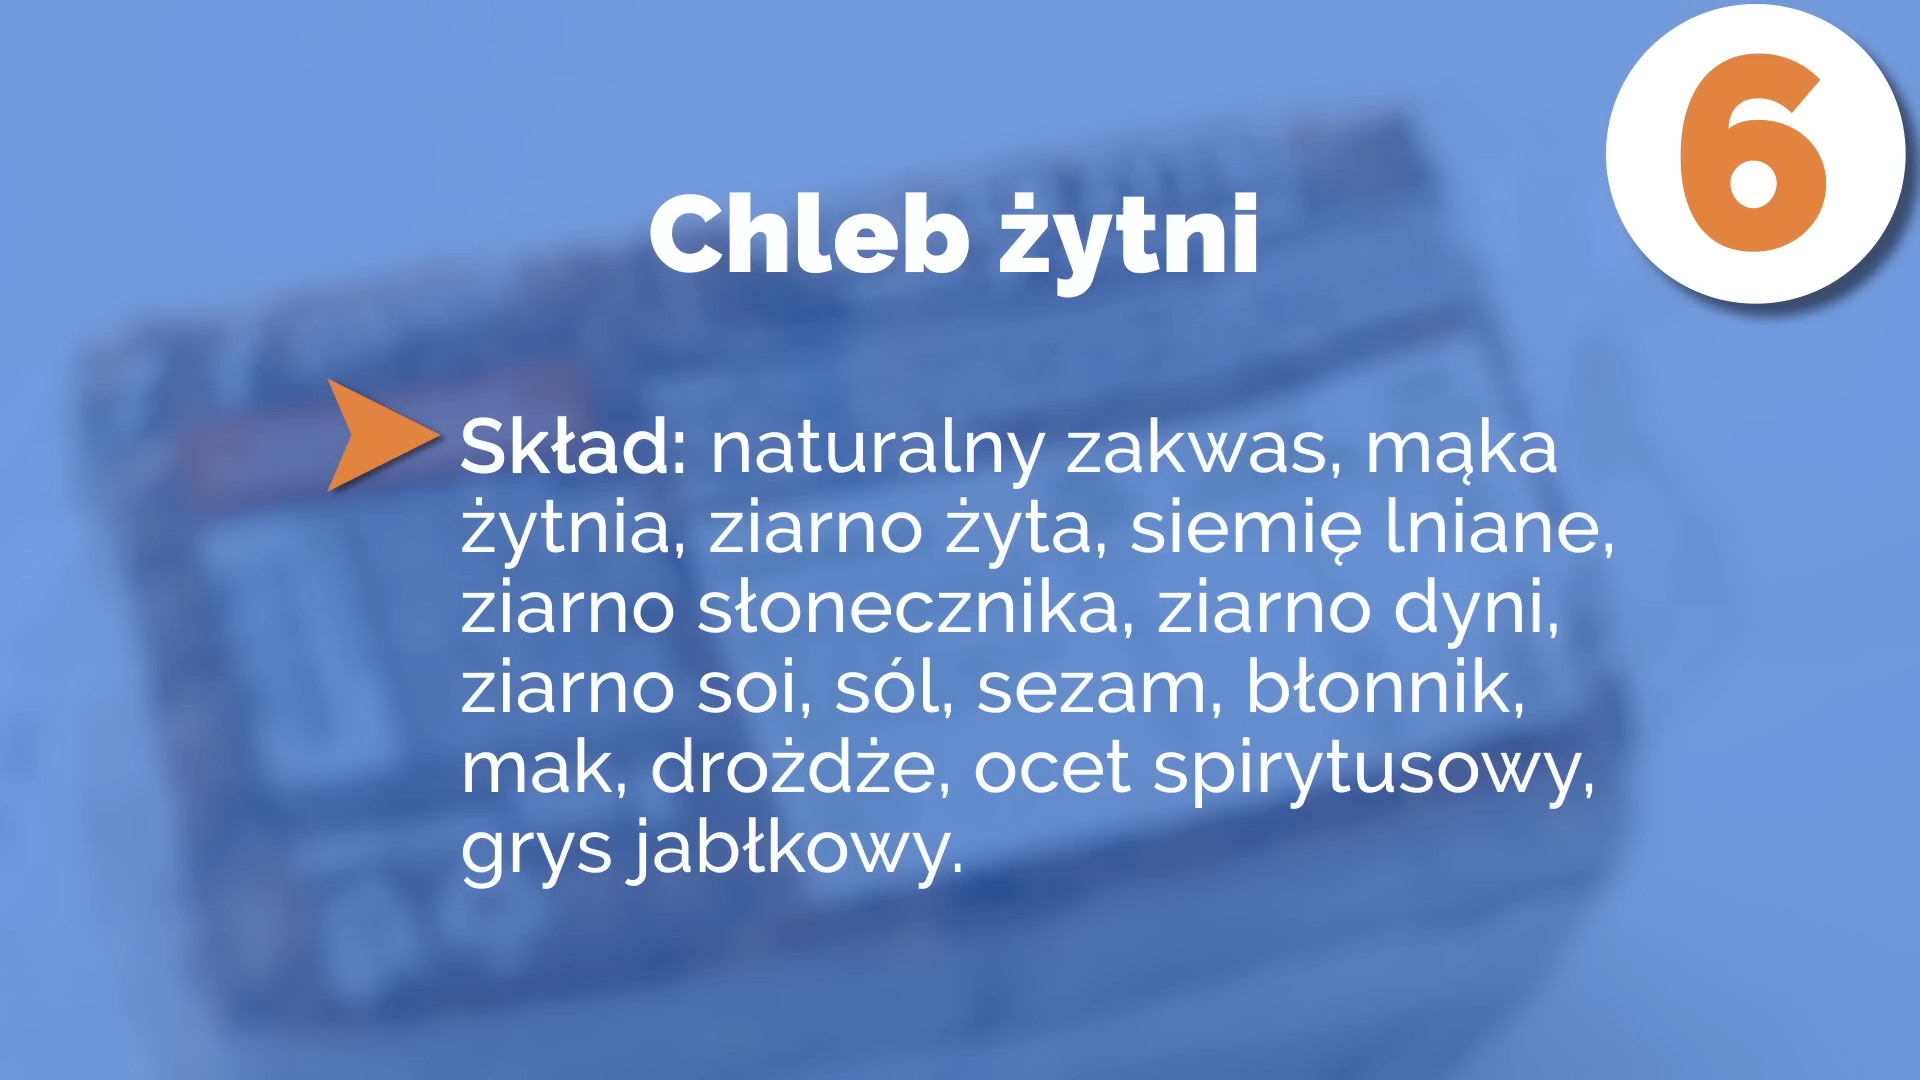 6
Chleb żytni
Skład: naturalny zakwas, mąka
żytnia, ziarno żyta, siemię lniane,
ziarno słonecznika, ziarno dyni,
ziarno soi, sól, sezam, błonnik,
mak, drożdże, ocet spirytusowy,
grys jabłkowy.